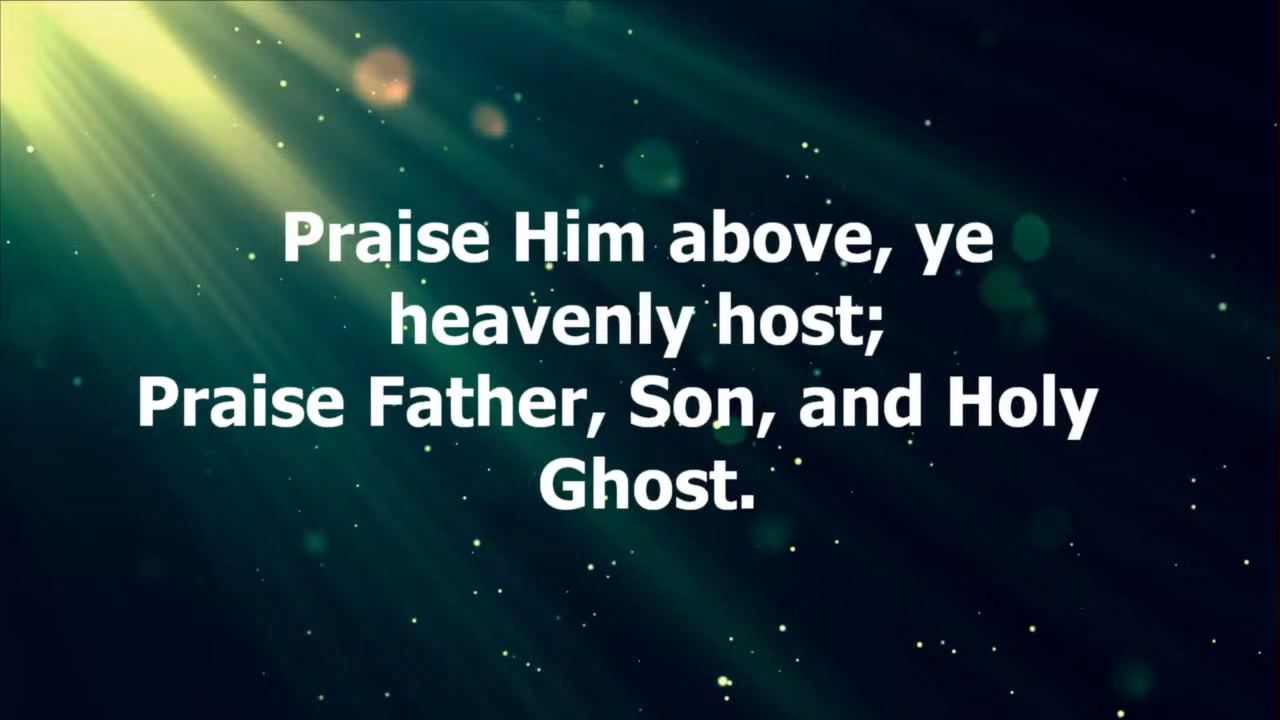 Praise Him above, ye
heavenly host;
Praise Father, Son, and Holy
Ghost.